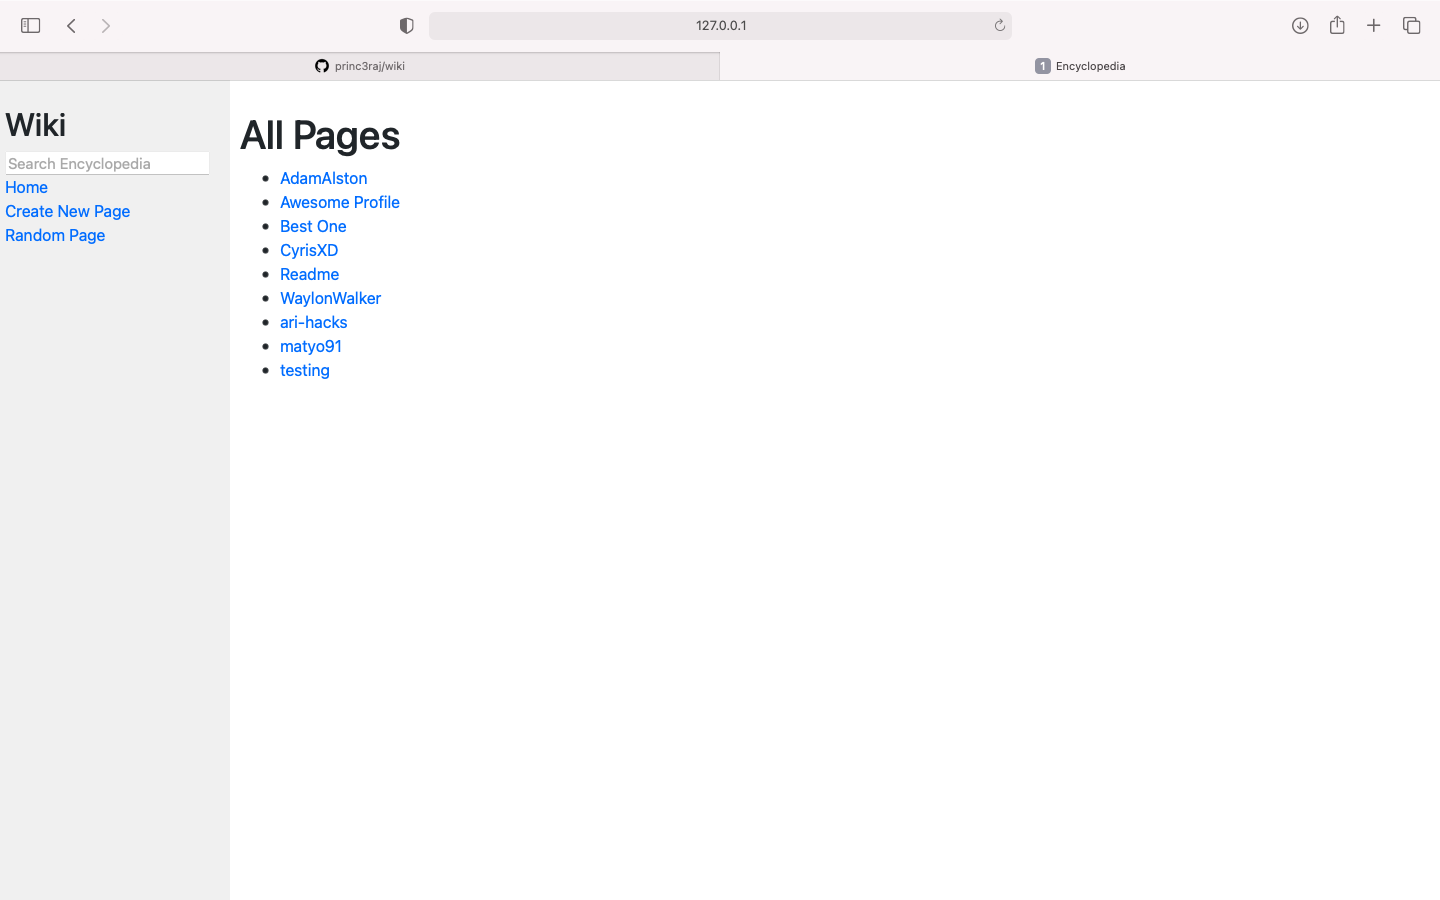 127.0.0.1
princ3raj/wiki
1 Encyclopedia
Wiki
Search Encyclopedia
Home
Create New Page
Random Page
All Pages
AdamAlston
Awesome Profile
Best One
CyrisXD
Readme
WaylonWalker
ari-hacks
matyo91
testing